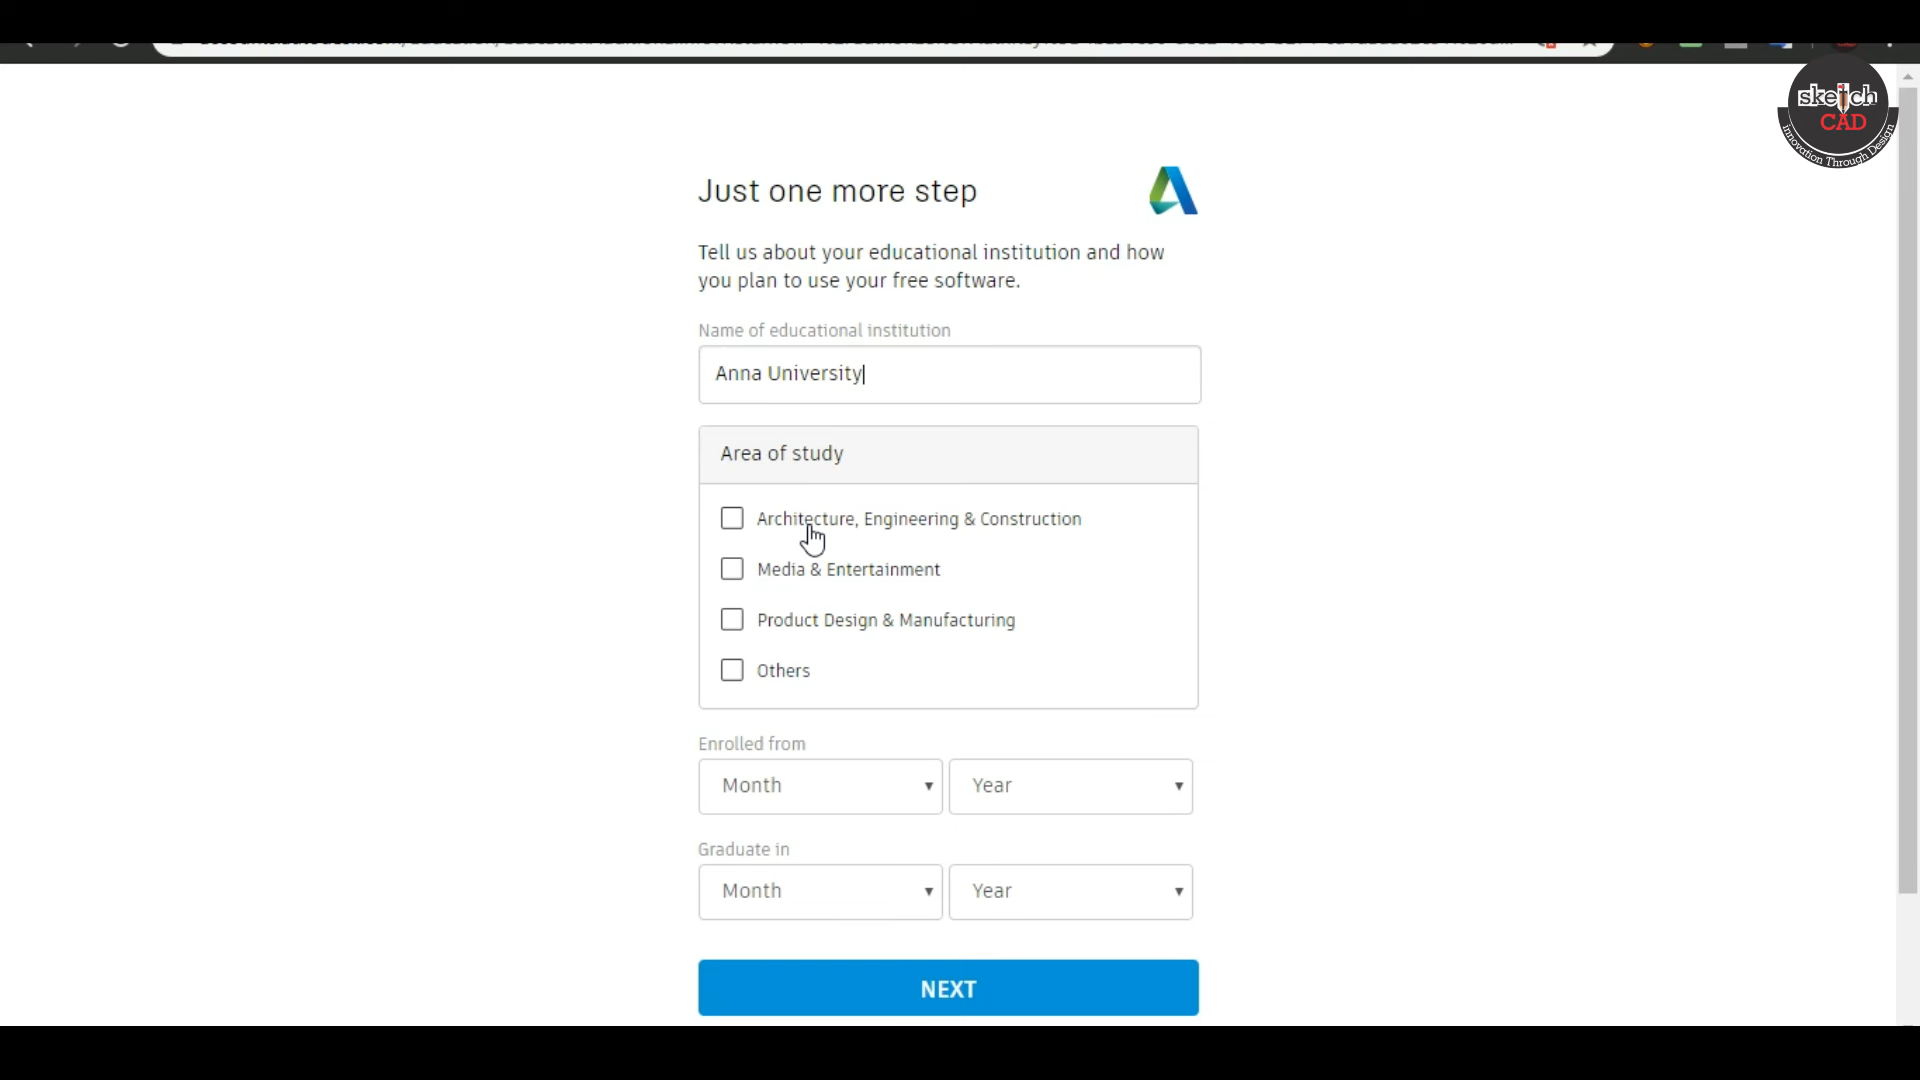 sketch
CAD
innovation Through Design
Just one more step
Tell us about your educational institution and how
you plan to use your free software.
Name of educational institution
Anna University
Area of study
Architecture, Engineering & Construction
Media & Entertainment
Product Design & Manufacturing
Others
Enrolled from
Month
Year
Graduate in
Month
Year
NEXT